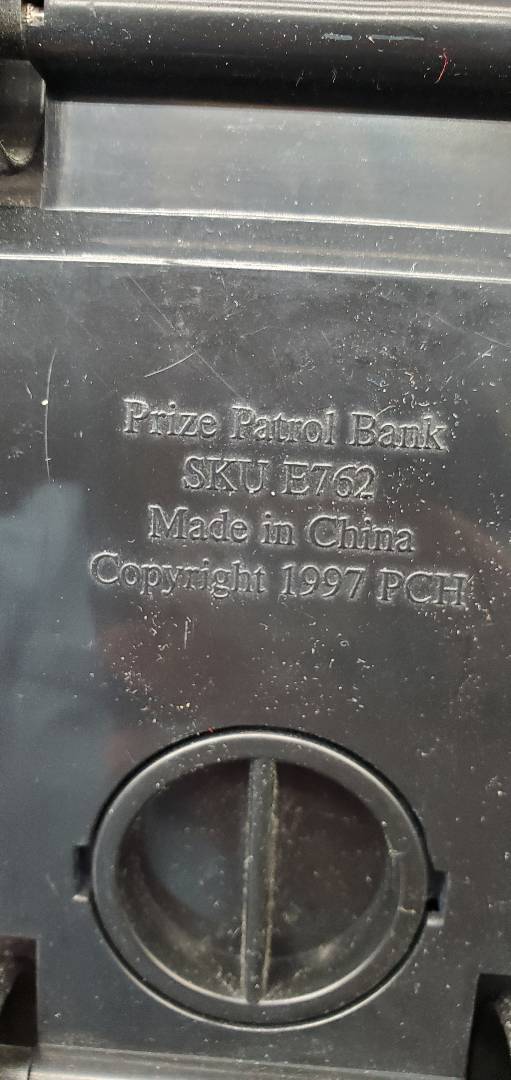 Prize Patrol Bank
SKU E762
Made in China
Copyright 1997 PCH